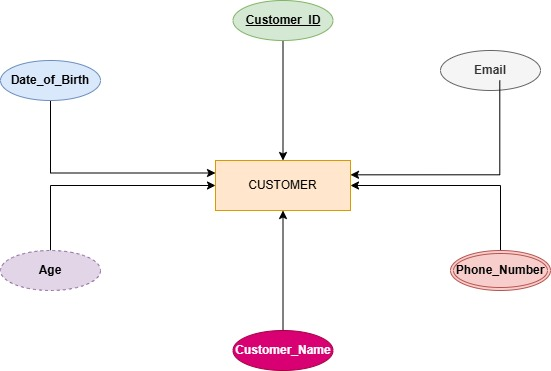 Customer_ID
Email
Date_of_Birth
CUSTOMER
Age
Phone_Number
Customer_Name